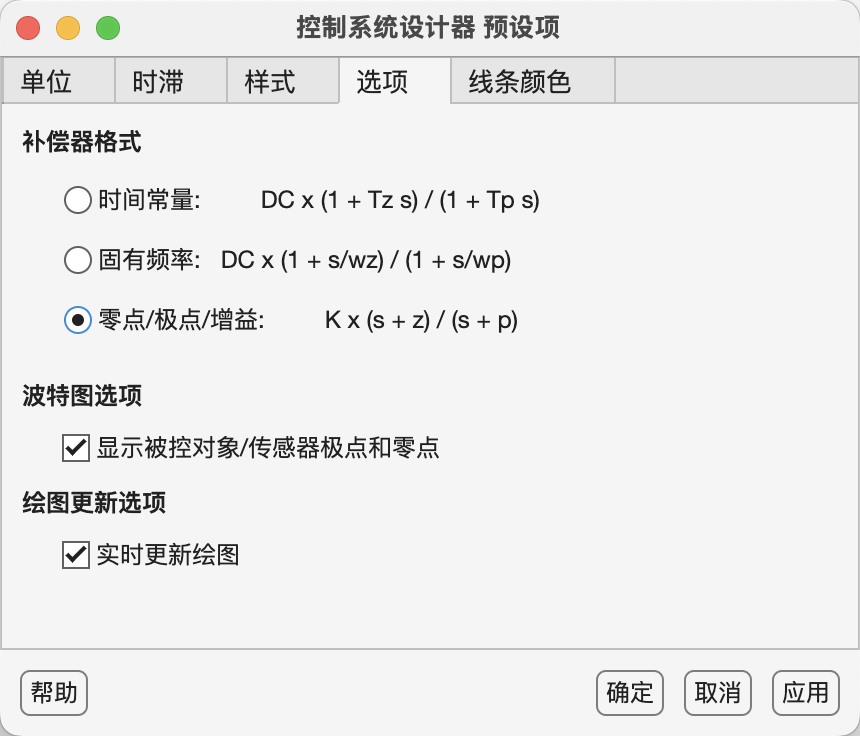 控制系统设计器 预设项
单位 时滞 样式 选项 线条颜色
补偿器格式
时间常量: DC x (1 + Tz s) / (1 + Tp s)
固有频率: DC x (1 + s/wz) / (1 + s/wp)
零点/极点/增益: K x (s + z) / (s + p)
波特图选项
显示被控对象/传感器极点和零点
绘图更新选项
实时更新绘图
帮助 确定 取消 应用